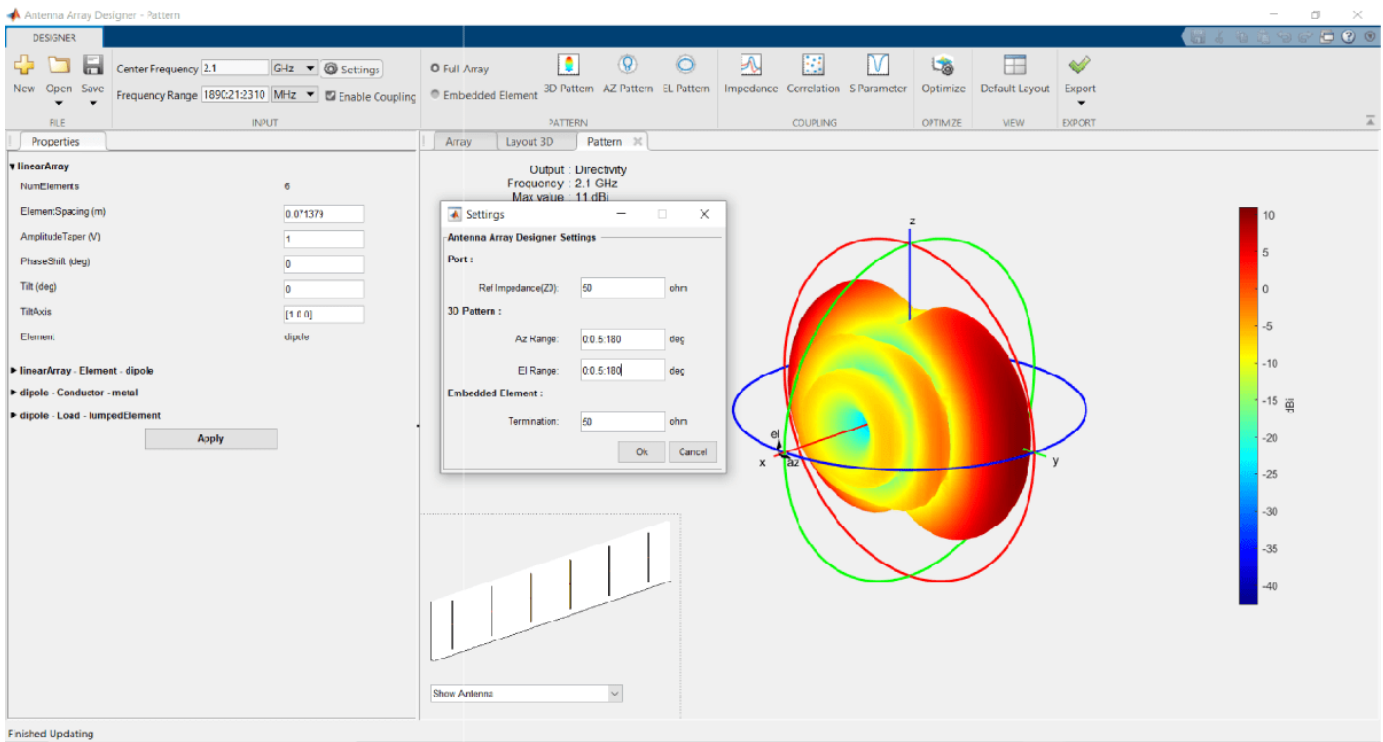 Antenna Array Designer - Pattern
DESIGNER
New Open Save
FILE
Center Frequency 2.1 GHz Settings
Frequency Range 1890:21:2310 MHz Enable Coupling
INPUT
Full Array
Embedded Element
3D Pattern AZ Pattern EL Pattern
PATTERN
Impedance Correlation S Parameter
COUPLING
Optimize
OPTIMIZE
Default Layout
VIEW
Export
EXPORT
Properties
linearArray
NumElements 6
ElementSpacing (m) 0.071379
AmplitudeTaper (V) 1
PhaseShift (deg) 0
Tilt (deg) 0
TiltAxis [1 0 0]
Element dipole
linearArray - Element - dipole
dipole - Conductor - metal
dipole - Load - lumpedElement
Apply
Array Layout 3D Pattern
Output : Directivity
Frequency : 2.1 GHz
Max value : 11 dBi
Settings
Antenna Array Designer Settings
Port :
Ref Impedance(Z0): 50 ohm
3D Pattern :
Az Range: 0:0.5:180 deg
El Range: 0:0.5:180 deg
Embedded Element :
Termination: 50 ohm
Ok Cancel
z
el
x az
y
10
5
0
-5
-10
-15
-20
-25
-30
-35
-40
dBi
Show Antenna
Finished Updating